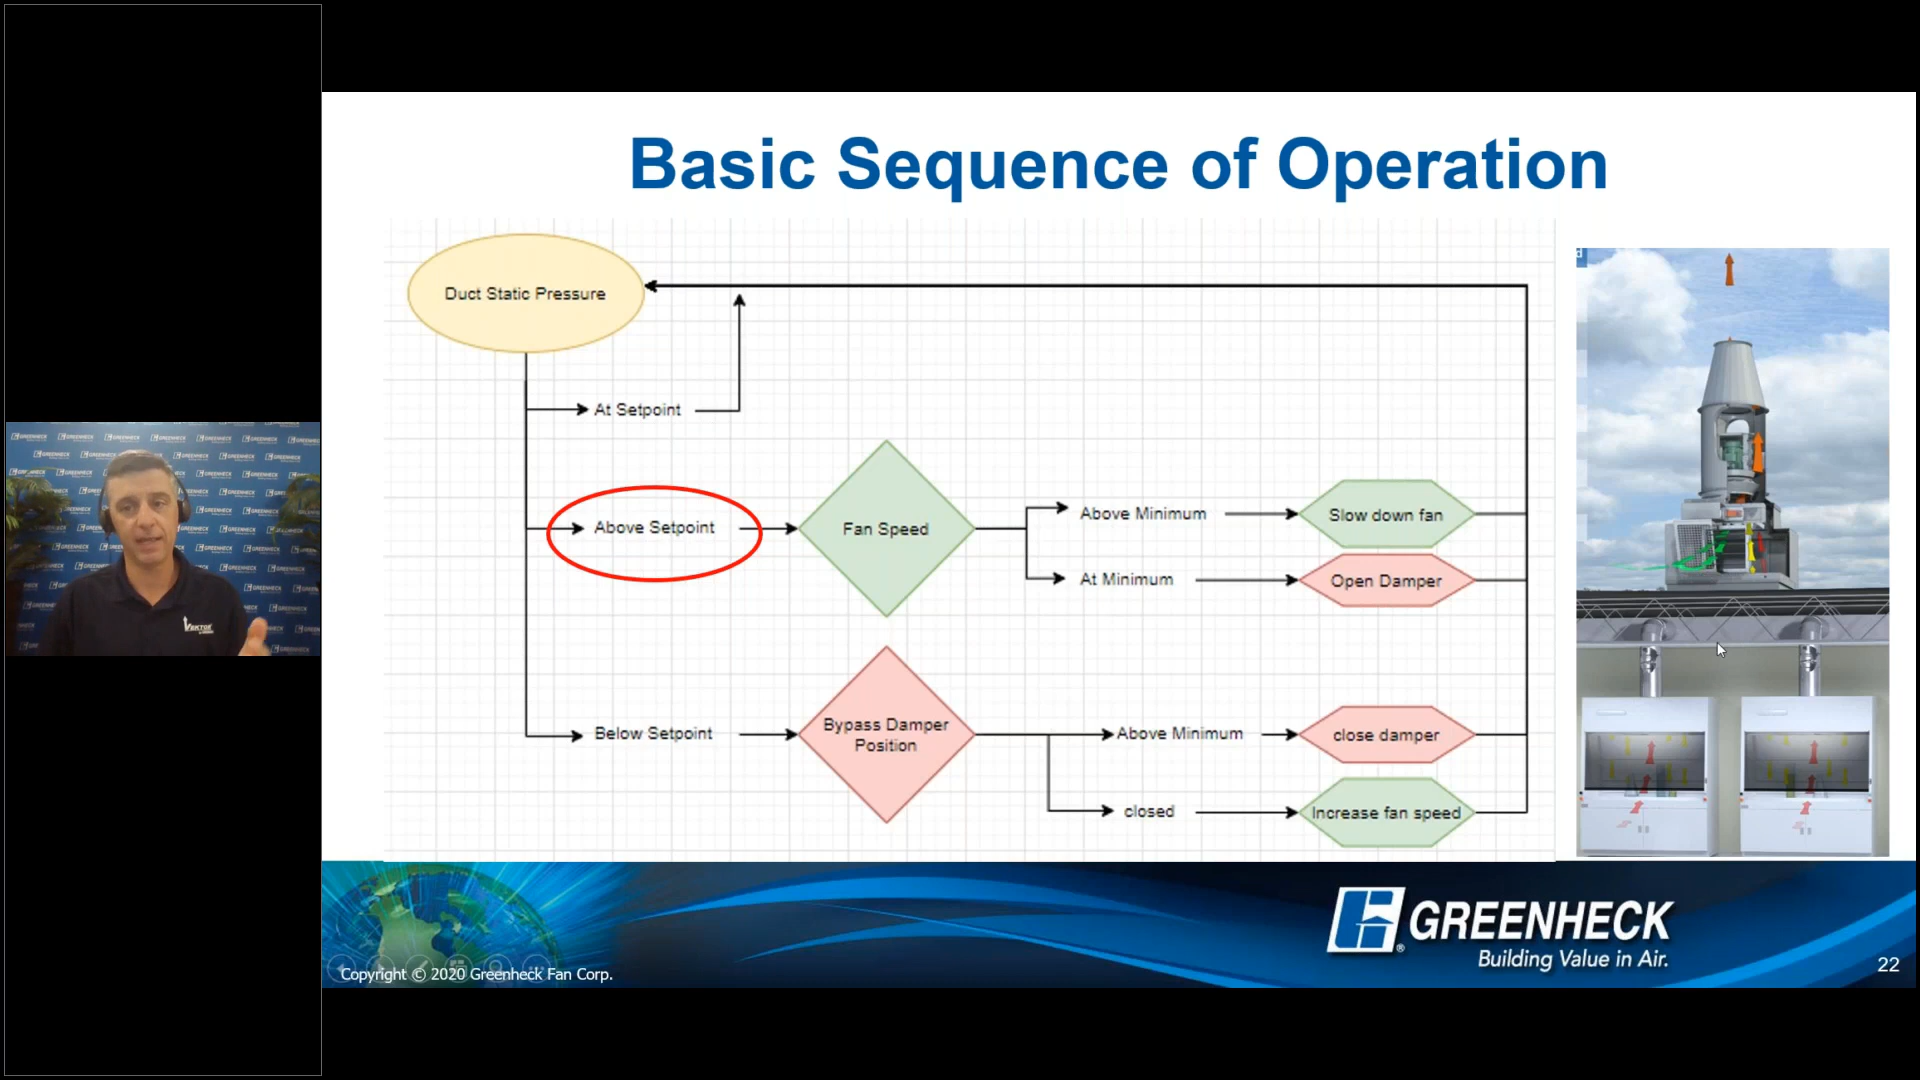 Basic Sequence of Operation
Duct Static Pressure
At Setpoint
Above Setpoint
Fan Speed
Above Minimum
Slow down fan
At Minimum
Open Damper
Below Setpoint
Bypass Damper
Position
Above Minimum
close damper
closed
Increase fan speed
GREENHECK
VEKTOR
Copyright © 2020 Greenheck Fan Corp.
GREENHECK
®
Building Value in Air.
22